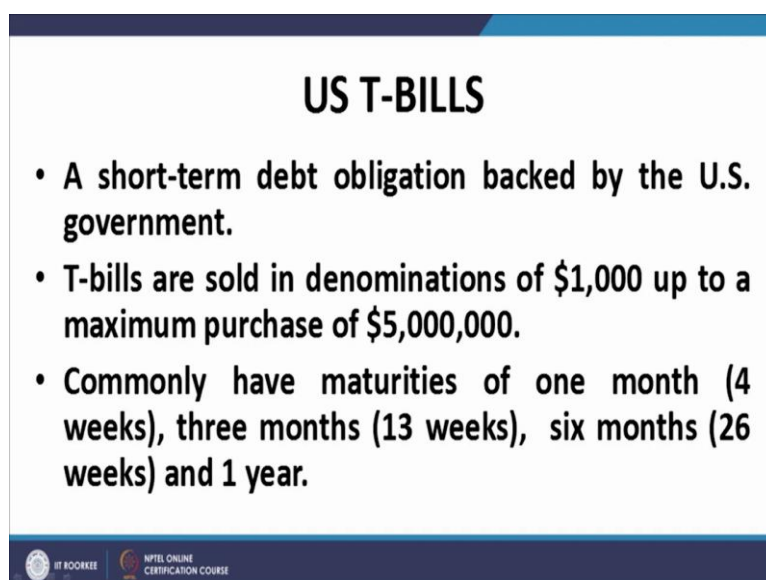 US T-BILLS
• A short-term debt obligation backed by the U.S.
government.
• T-bills are sold in denominations of $1,000 up to a
maximum purchase of $5,000,000.
• Commonly have maturities of one month (4
weeks), three months (13 weeks), six months (26
weeks) and 1 year.
IIT ROORKEE
NPTEL ONLINE
CERTIFICATION COURSE